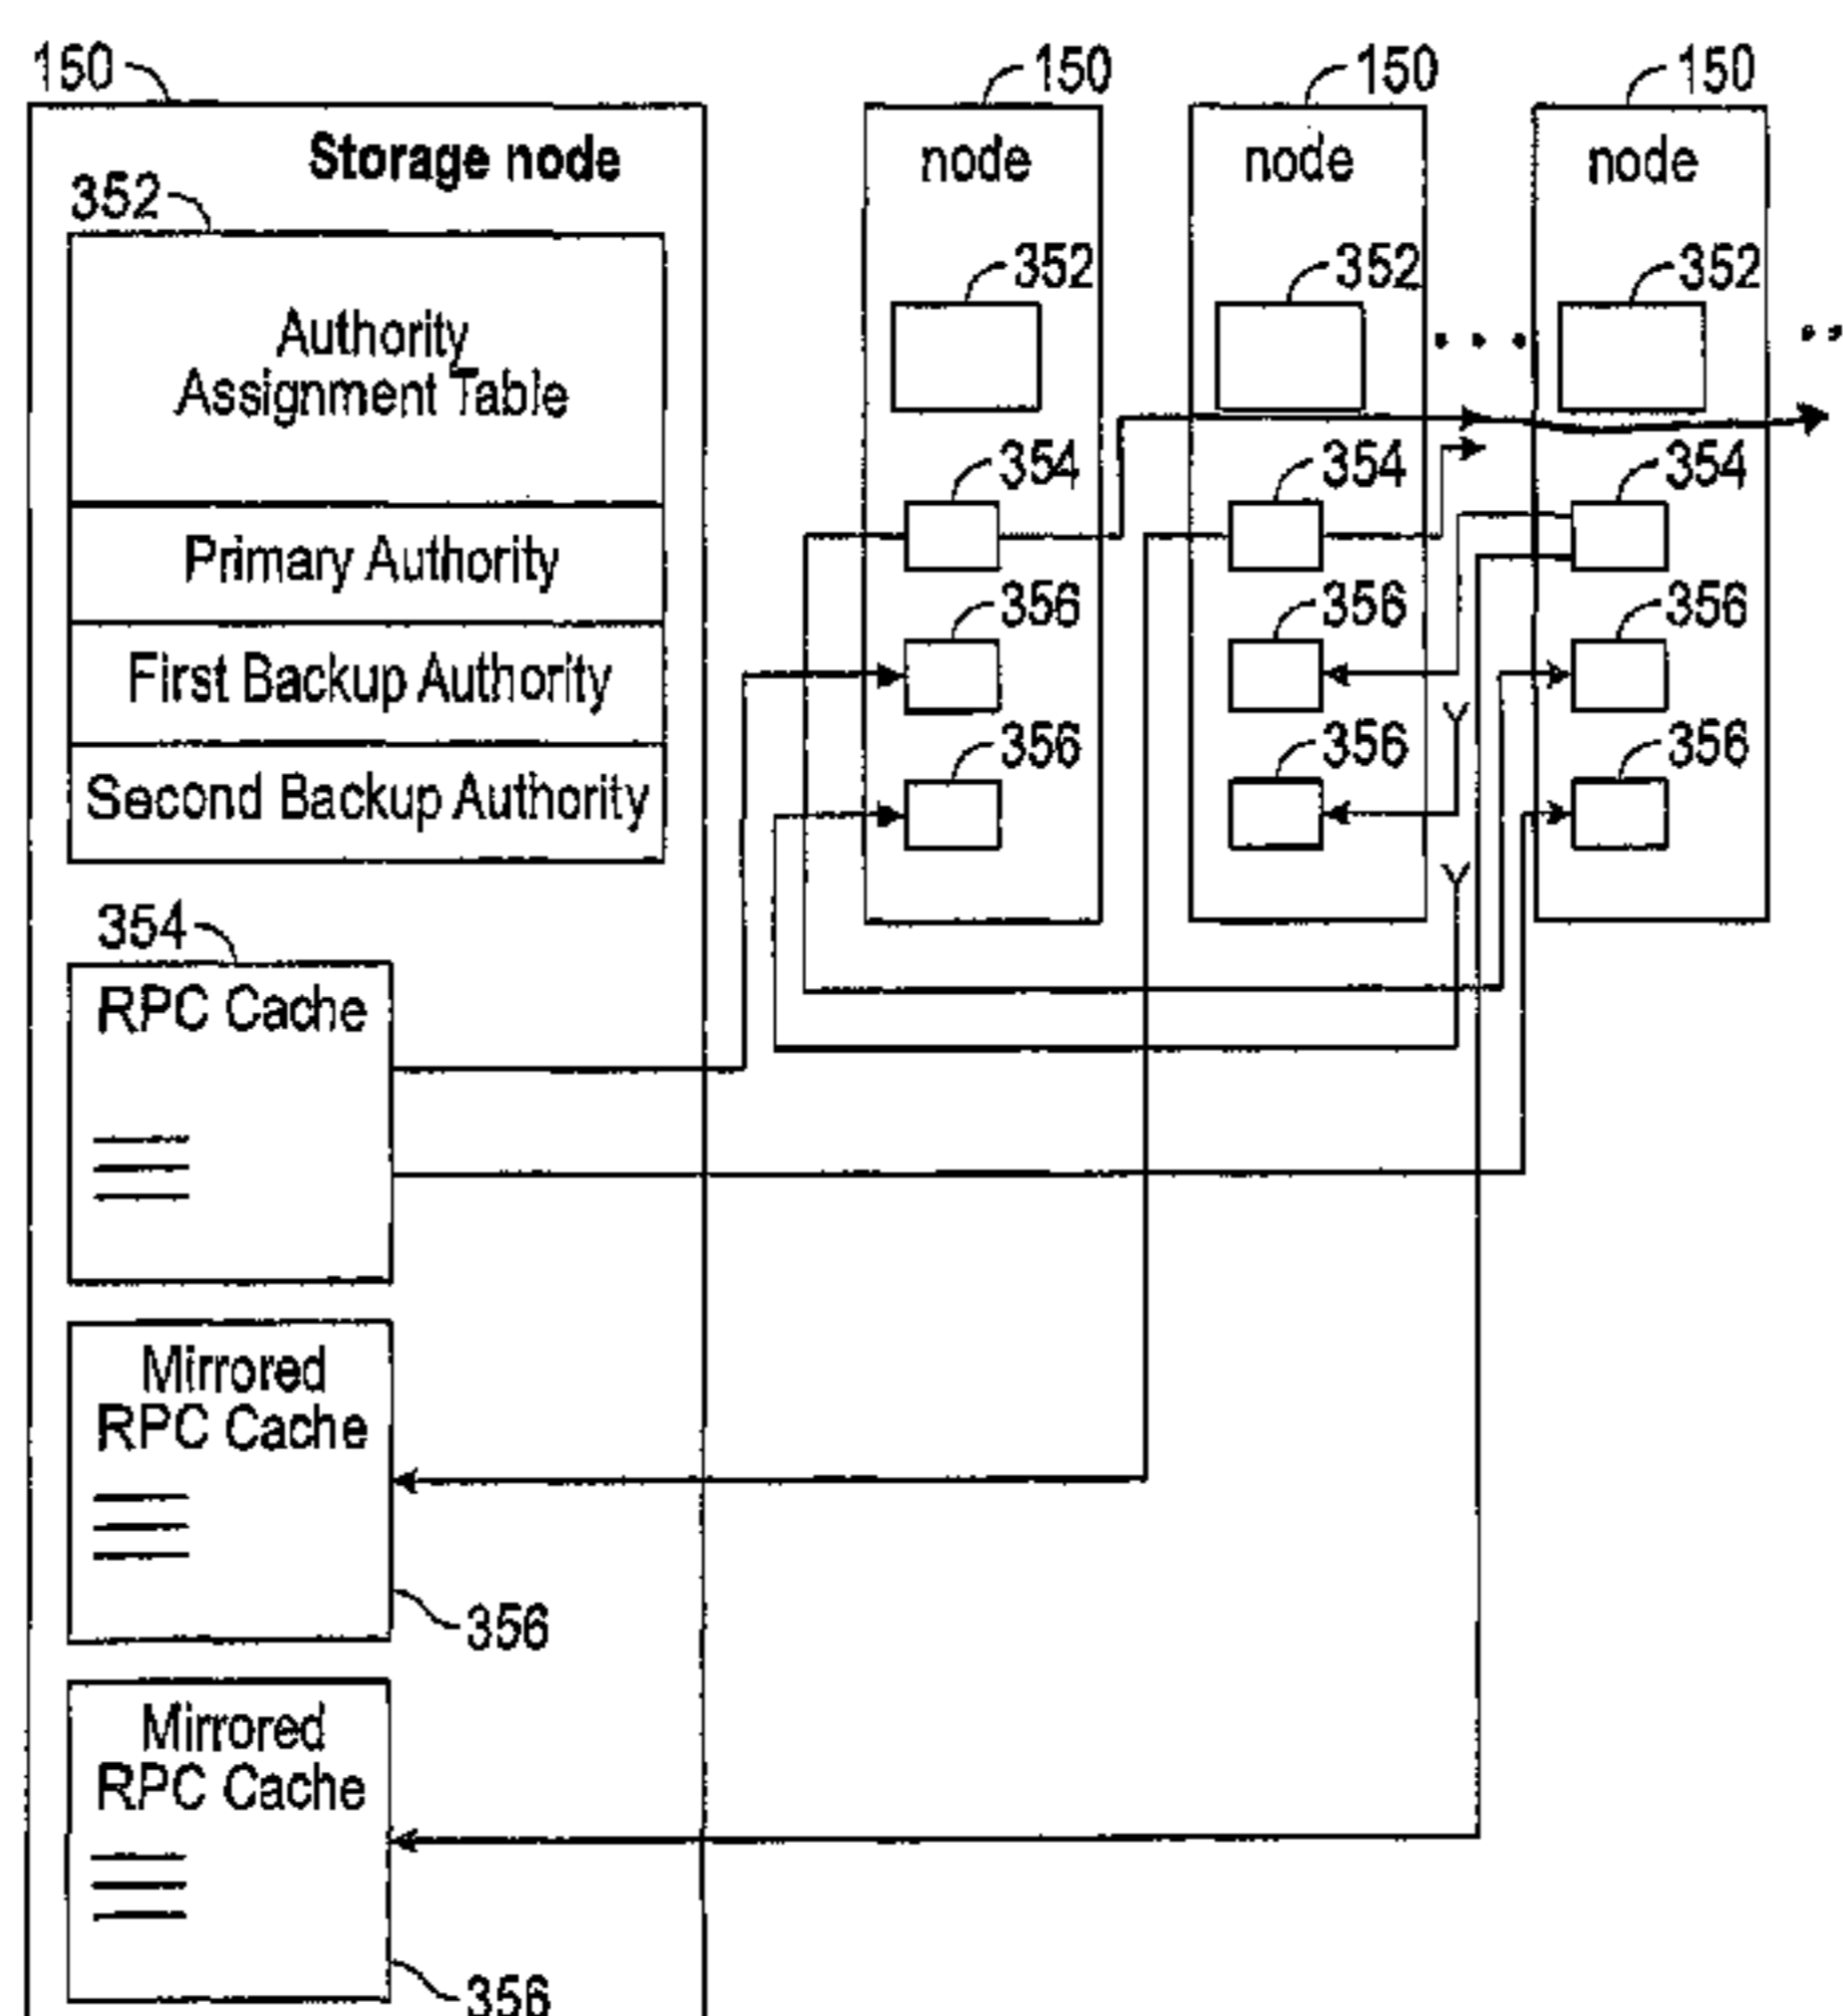 150
150
150
150
Storage node
node
node
node
352
352
352
352
Authority
Assignment Table
354
354
354
Primary Authority
356
356
356
First Backup Authority
356
356
356
Second Backup Authority
354
RPC Cache
Mirrored
RPC Cache
356
Mirrored
RPC Cache
356